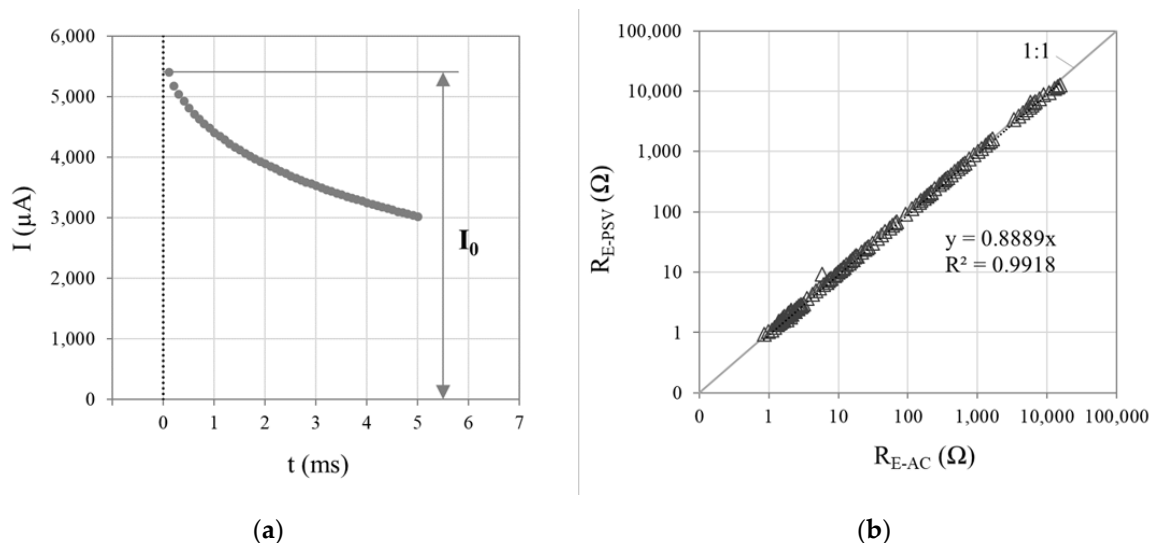 6,000
5,000
4,000
3,000
2,000
1,000
0
I (µA)
I₀
0 1 2 3 4 5 6 7
t (ms)
(a)
100,000
10,000
1,000
100
10
1
0
R_E-PSV (Ω)
1:1
y = 0.8889x
R² = 0.9918
0 1 10 100 1,000 10,000 100,000
R_E-AC (Ω)
(b)